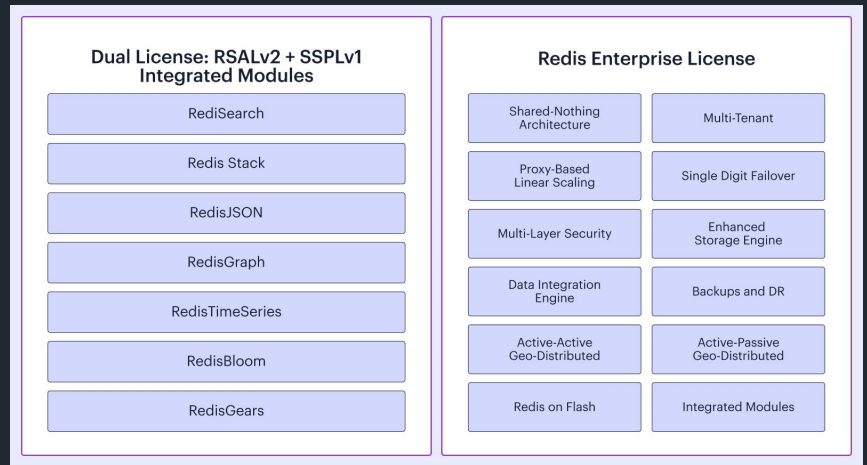 Dual License: RSALv2 + SSPLv1
Integrated Modules
RediSearch
Redis Stack
RedisJSON
RedisGraph
RedisTimeSeries
RedisBloom
RedisGears
Redis Enterprise License
Shared-Nothing
Architecture
Multi-Tenant
Proxy-Based
Linear Scaling
Single Digit Failover
Multi-Layer Security
Enhanced
Storage Engine
Data Integration
Engine
Backups and DR
Active-Active
Geo-Distributed
Active-Passive
Geo-Distributed
Redis on Flash
Integrated Modules